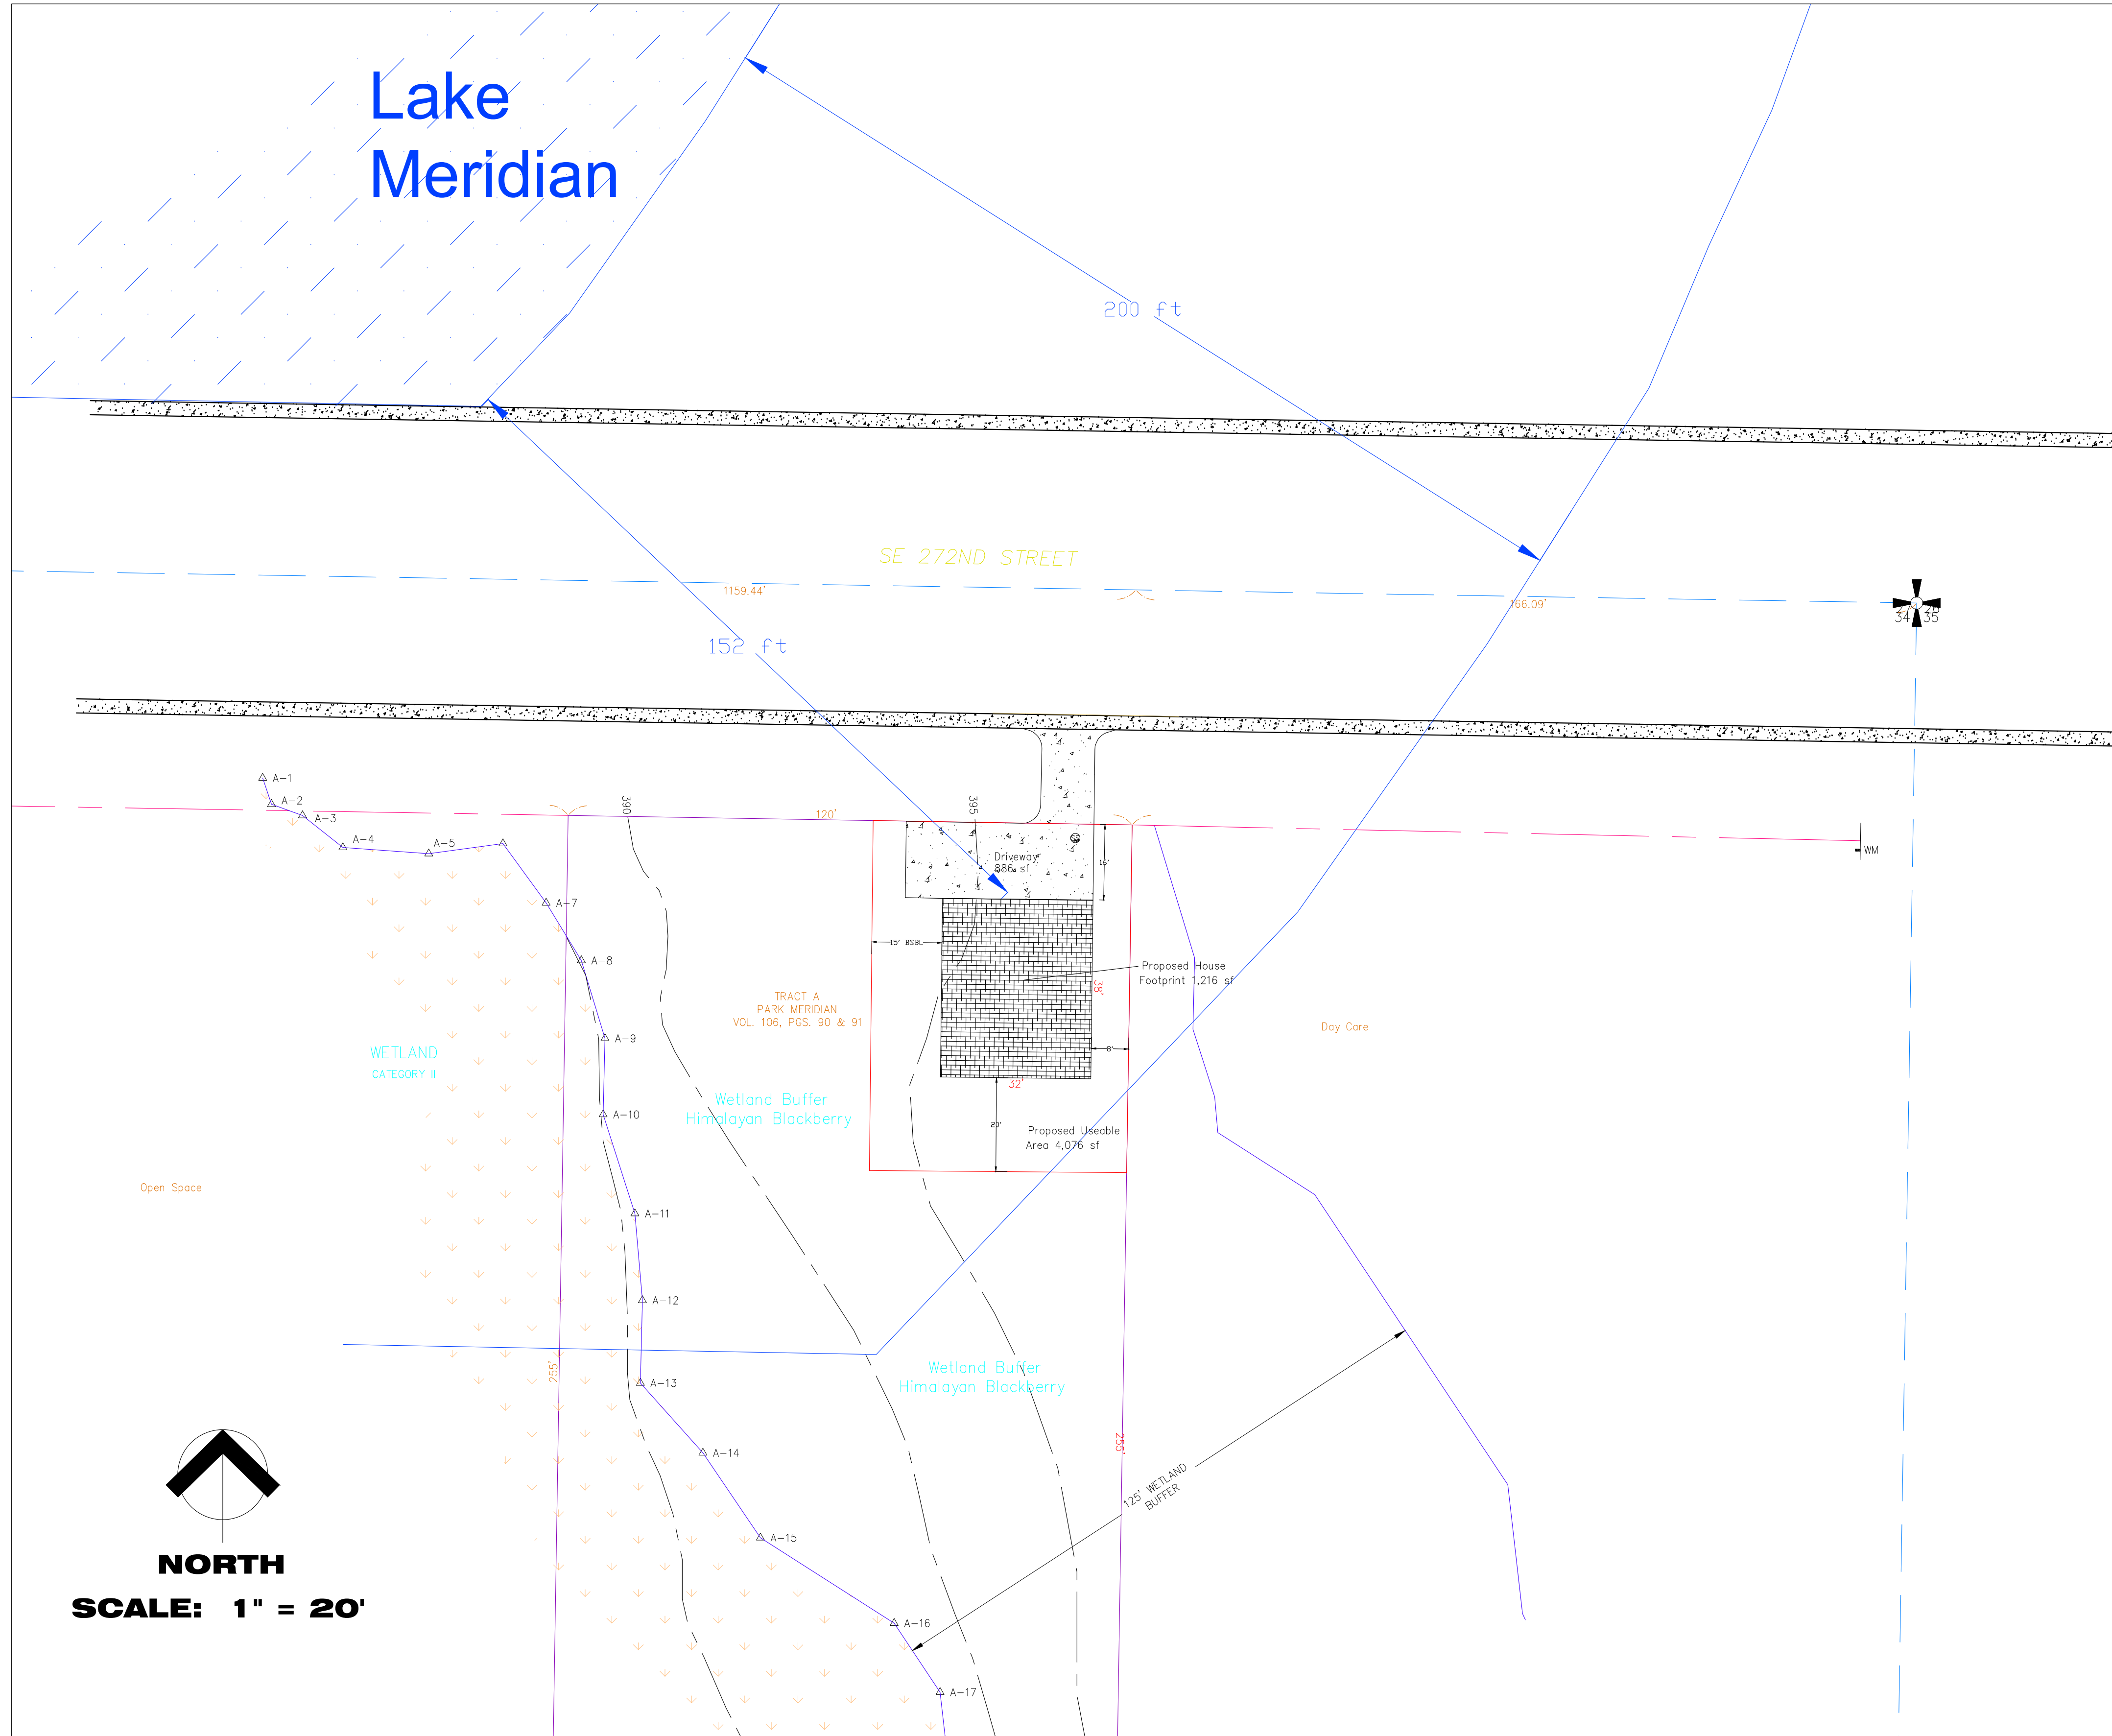 Lake
Meridian
200 ft
SE 272ND STREET
1159.44'
166.09'
34 35
152 ft
A-1
A-2
A-3
A-4
A-5
A-7
A-8
A-9
A-10
A-11
A-12
A-13
A-14
A-15
A-16
A-17
390
120'
395
Driveway
886 sf
16'
WM
15' BSBL
Proposed House
Footprint 1,216 sf
38'
8'
32'
20'
TRACT A
PARK MERIDIAN
VOL. 106, PGS. 90 & 91
Day Care
WETLAND
CATEGORY II
Wetland Buffer
Himalayan Blackberry
Proposed Useable
Area 4,076 sf
Open Space
255'
Wetland Buffer
Himalayan Blackberry
255'
125' WETLAND
BUFFER
NORTH
SCALE: 1" = 20'